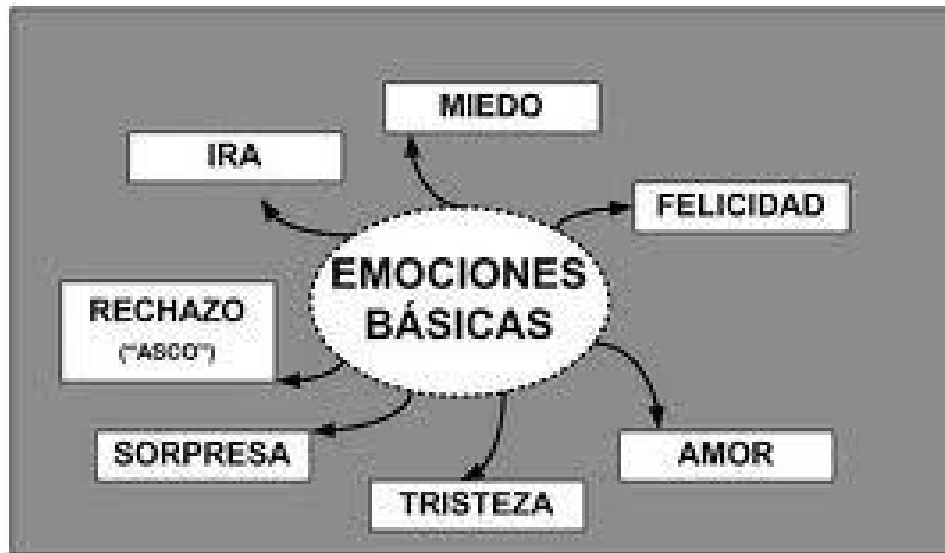 MIEDO
IRA
FELICIDAD
EMOCIONES
BÁSICAS
RECHAZO
("ASCO")
SORPRESA
AMOR
TRISTEZA